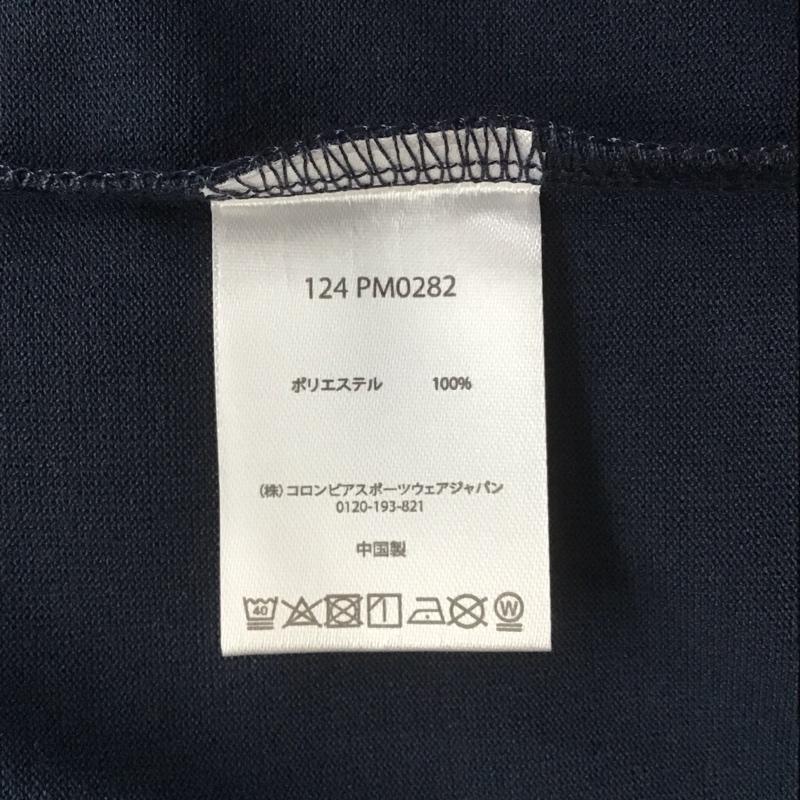 124 PM0282
ポリエステル 100%
(株)コロンビアスポーツウェアジャパン
0120-193-821
中国製
40 W